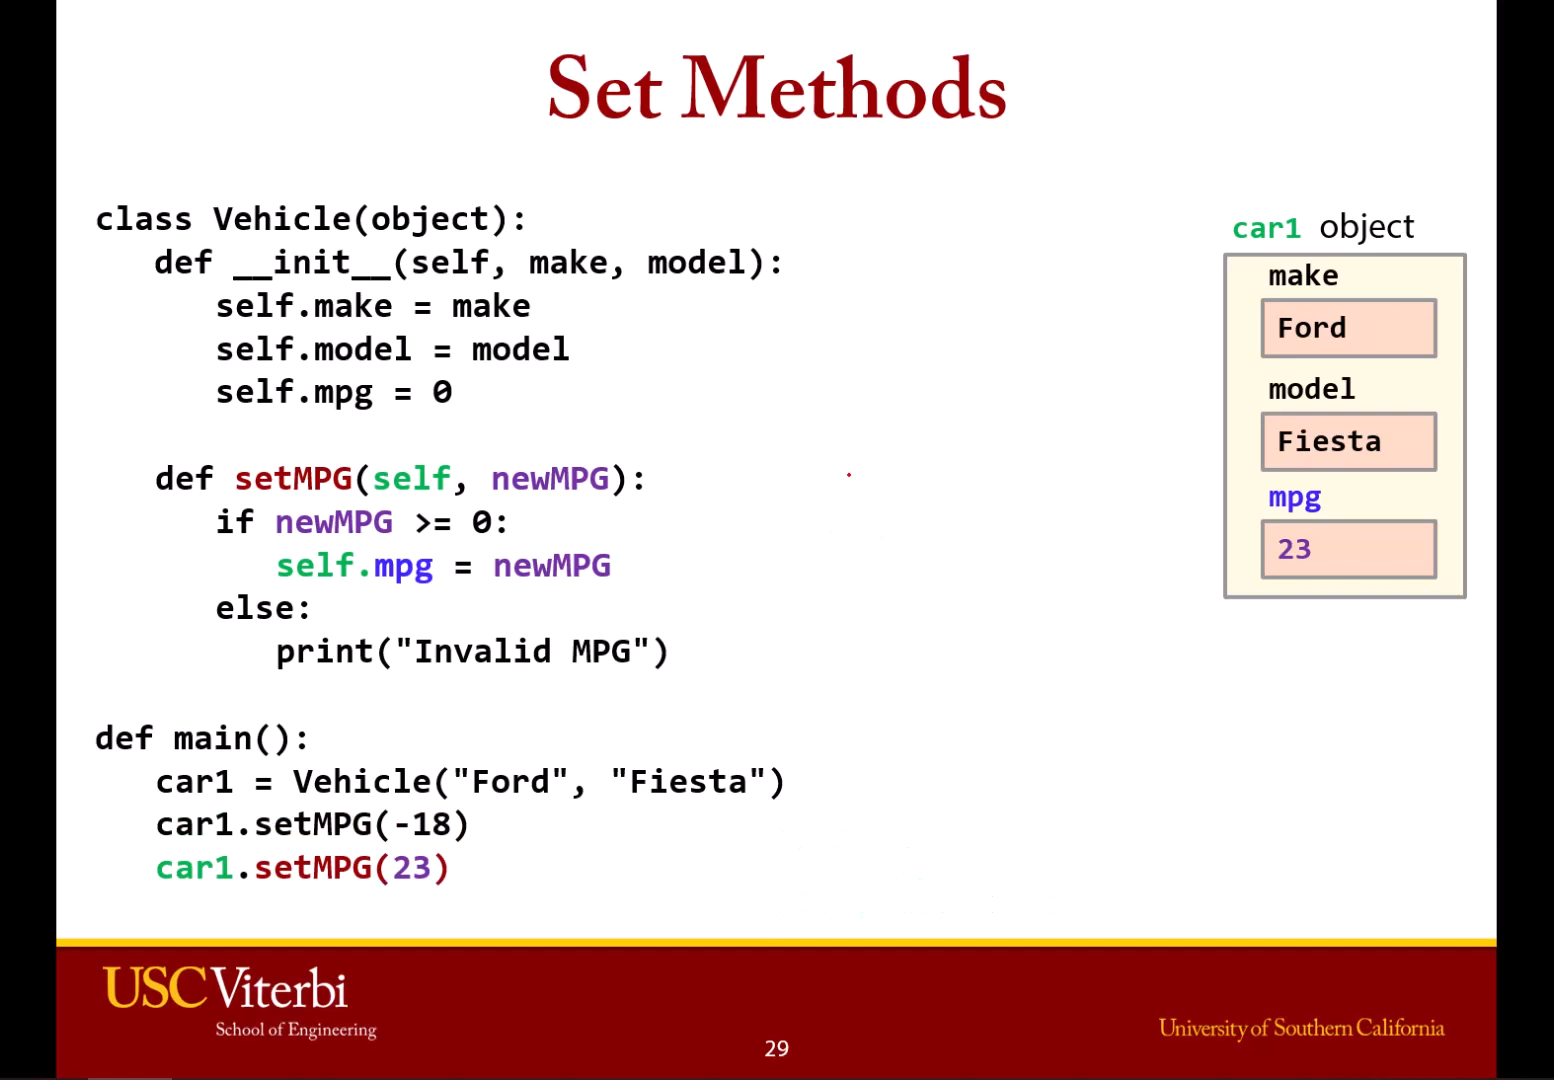 Set Methods
class Vehicle(object):
def __init__(self, make, model):
self.make = make
self.model = model
self.mpg = 0
def setMPG(self, newMPG):
if newMPG >= 0:
self.mpg = newMPG
else:
print("Invalid MPG")
def main():
car1 = Vehicle("Ford", "Fiesta")
car1.setMPG(-18)
car1.setMPG(23)
car1 object
make
Ford
model
Fiesta
mpg
23
USC Viterbi
School of Engineering
29
University of Southern California